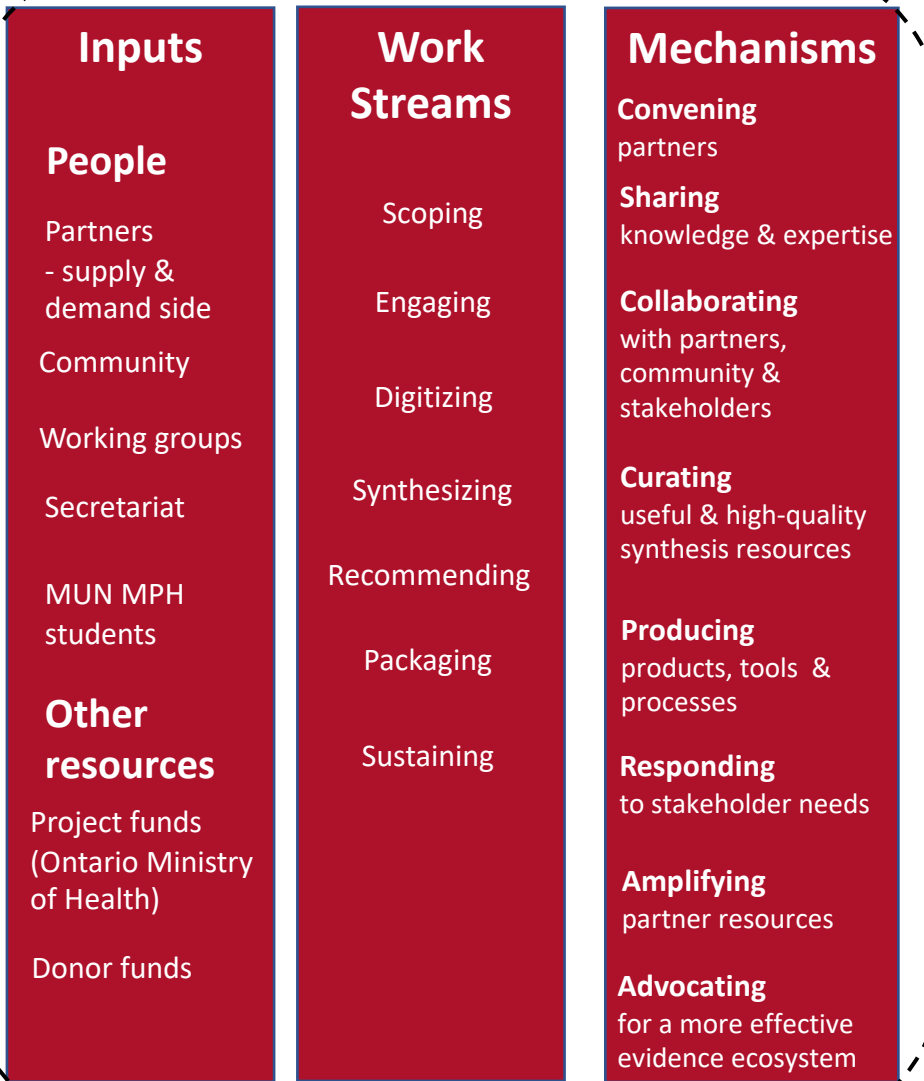 Inputs
People
Partners
- supply &
demand side
Community
Working groups
Secretariat
MUN MPH
students
Other
resources
Project funds
(Ontario Ministry
of Health)
Donor funds
Work
Streams
Scoping
Engaging
Digitizing
Synthesizing
Recommending
Packaging
Sustaining
Mechanisms
Convening
partners
Sharing
knowledge & expertise
Collaborating
with partners,
community &
stakeholders
Curating
useful & high-quality
synthesis resources
Producing
products, tools &
processes
Responding
to stakeholder needs
Amplifying
partner resources
Advocating
for a more effective
evidence ecosystem